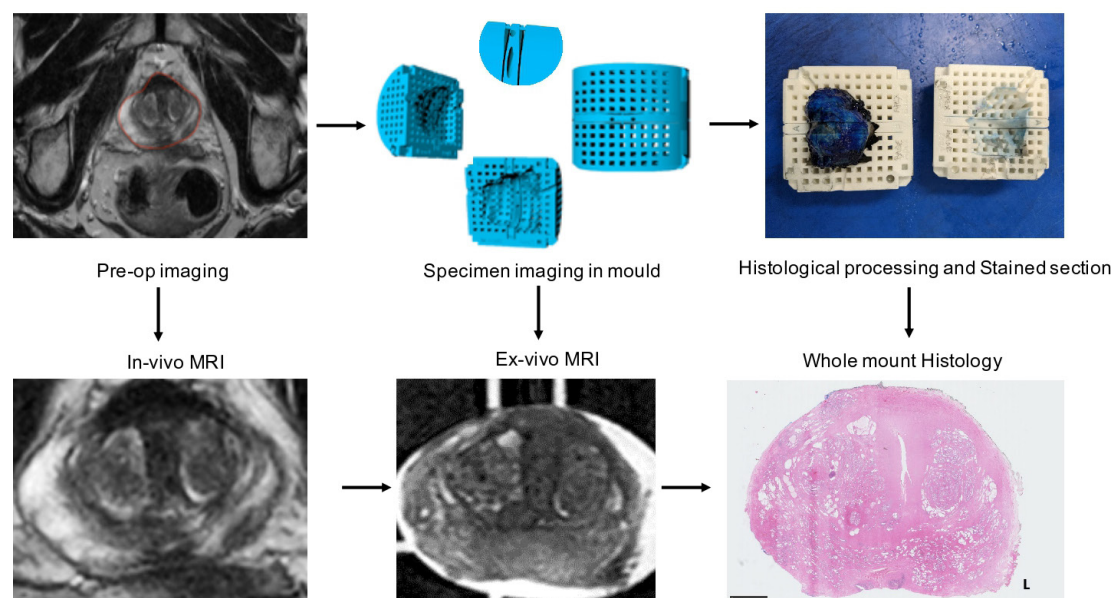 Pre-op imaging
Specimen imaging in mould
Histological processing and Stained section
In-vivo MRI
Ex-vivo MRI
Whole mount Histology
L